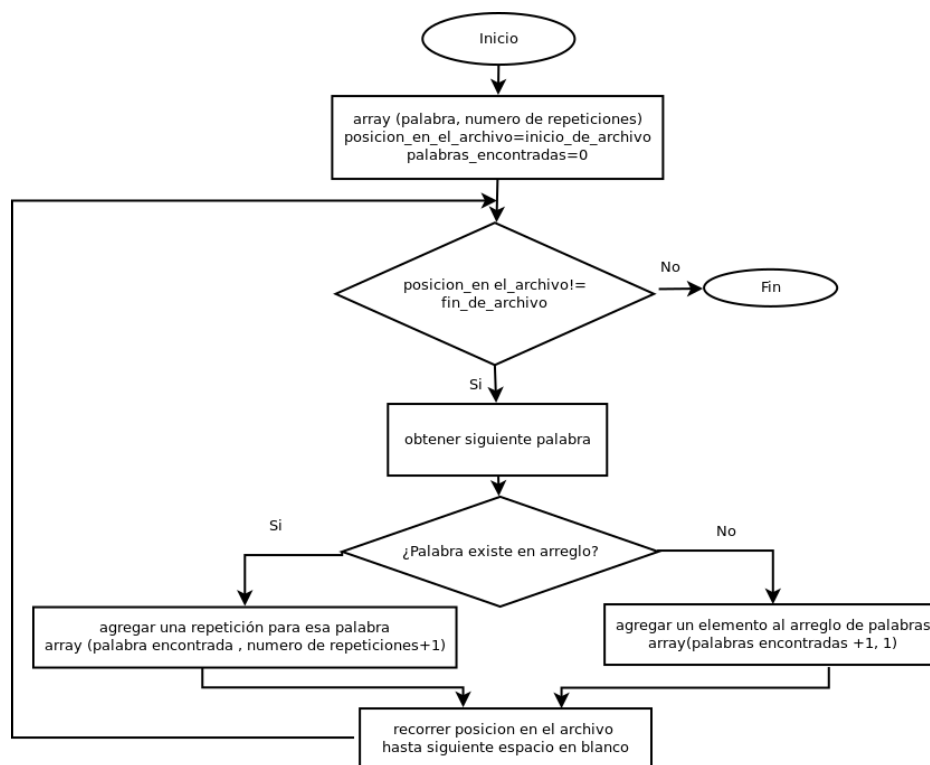 Inicio
array (palabra, numero de repeticiones)
posicion_en_el_archivo=inicio_de_archivo
palabras_encontradas=0
posicion_en el_archivo!=
fin_de_archivo
No
Fin
Si
obtener siguiente palabra
¿Palabra existe en arreglo?
Si
No
agregar una repetición para esa palabra
array (palabra encontrada , numero de repeticiones+1)
agregar un elemento al arreglo de palabras
array(palabras encontradas +1, 1)
recorrer posicion en el archivo
hasta siguiente espacio en blanco